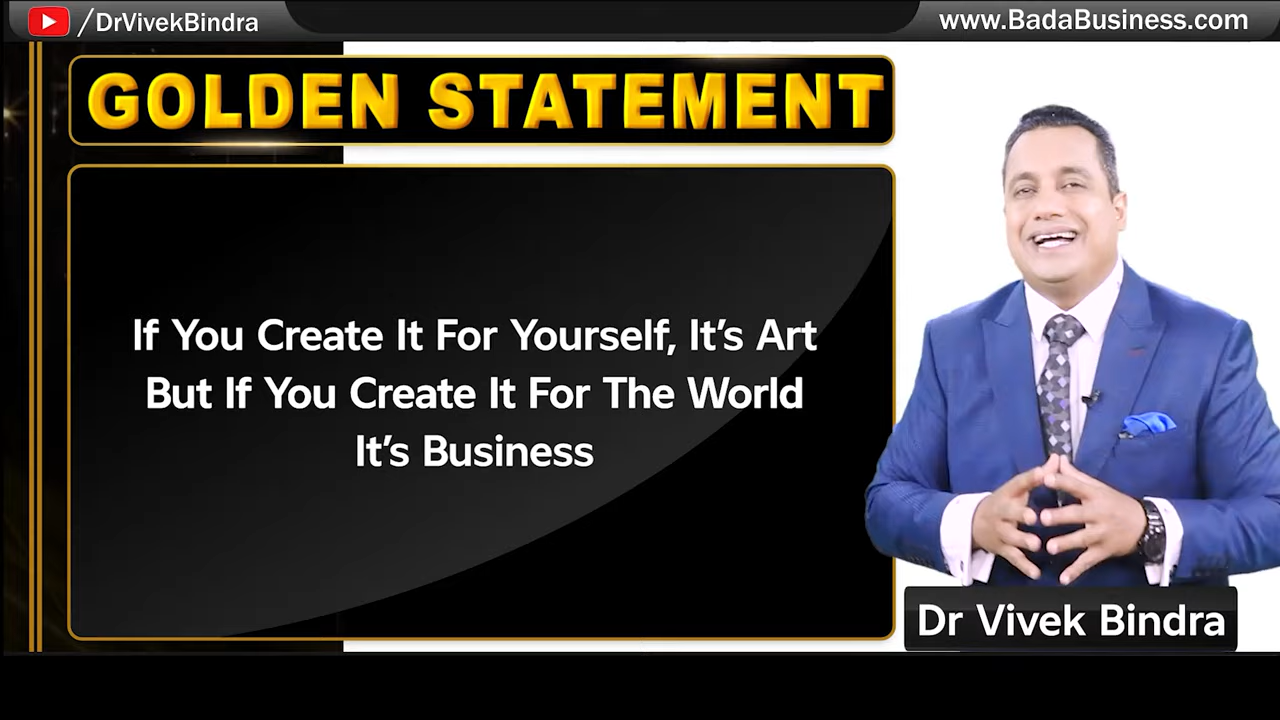 /DrVivekBindra
www.BadaBusiness.com
GOLDEN STATEMENT
If You Create It For Yourself, It's Art
But If You Create It For The World
It's Business
Dr Vivek Bindra